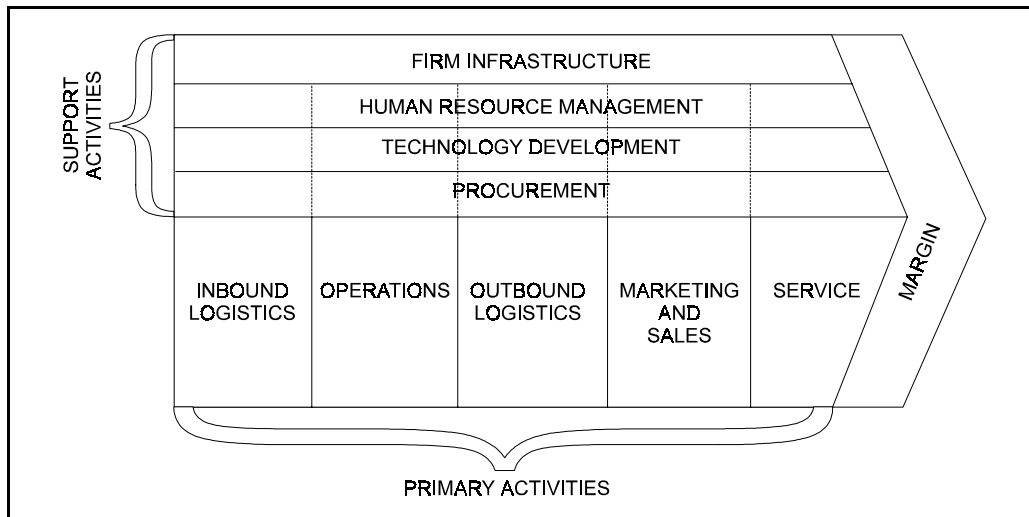 SUPPORT
ACTIVITIES
FIRM INFRASTRUCTURE
HUMAN RESOURCE MANAGEMENT
TECHNOLOGY DEVELOPMENT
PROCUREMENT
INBOUND
LOGISTICS
OPERATIONS
OUTBOUND
LOGISTICS
MARKETING
AND
SALES
SERVICE
MARGIN
PRIMARY ACTIVITIES